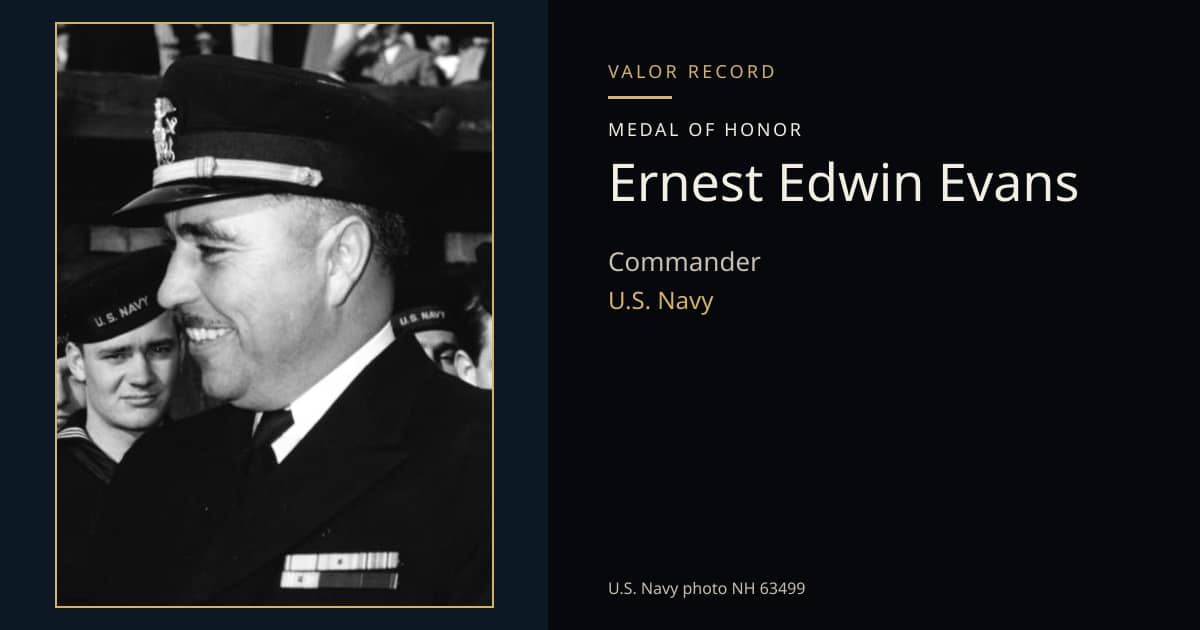 VALOR RECORD
MEDAL OF HONOR
Ernest Edwin Evans
Commander
U.S. Navy
U.S. NAVY
U.S. NAVY
U.S. Navy photo NH 63499